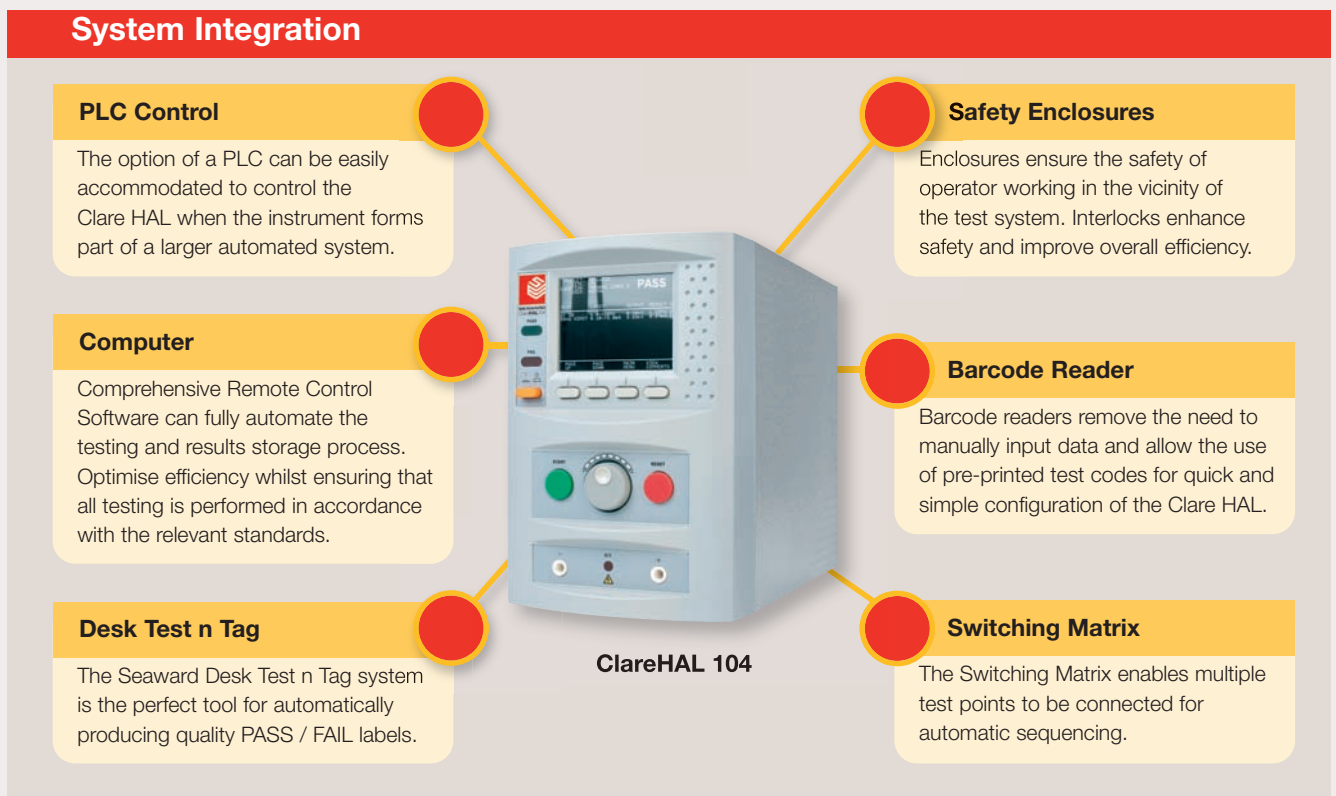 System Integration
PLC Control
The option of a PLC can be easily
accommodated to control the
Clare HAL when the instrument forms
part of a larger automated system.
Computer
Comprehensive Remote Control
Software can fully automate the
testing and results storage process.
Optimise efficiency whilst ensuring that
all testing is performed in accordance
with the relevant standards.
Desk Test n Tag
The Seaward Desk Test n Tag system
is the perfect tool for automatically
producing quality PASS / FAIL labels.
PASS
PASS
FAIL
START
RESET
ClareHAL 104
Safety Enclosures
Enclosures ensure the safety of
operator working in the vicinity of
the test system. Interlocks enhance
safety and improve overall efficiency.
Barcode Reader
Barcode readers remove the need to
manually input data and allow the use
of pre-printed test codes for quick and
simple configuration of the Clare HAL.
Switching Matrix
The Switching Matrix enables multiple
test points to be connected for
automatic sequencing.